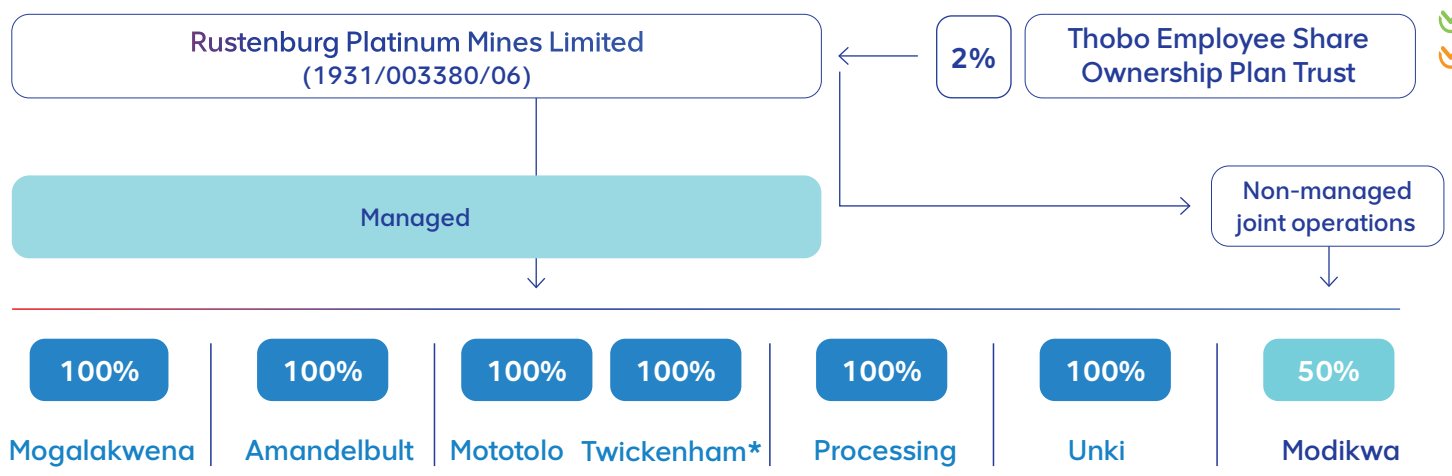 Rustenburg Platinum Mines Limited
(1931/003380/06)
2%
Thobo Employee Share
Ownership Plan Trust
Managed
Non-managed
joint operations
100%
100%
100%
100%
100%
100%
50%
Mogalakwena
Amandelbult
Mototolo
Twickenham*
Processing
Unki
Modikwa